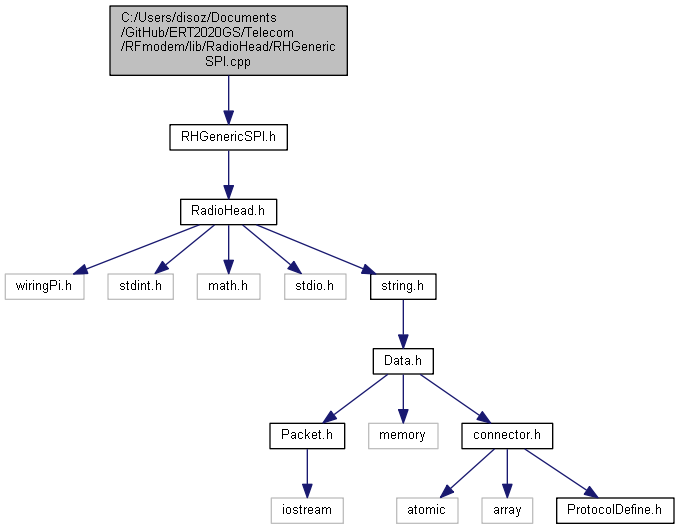 C:/Users/disoz/Documents
/GitHub/ERT2020GS/Telecom
/RFmodem/lib/RadioHead/RHGeneric
SPI.cpp
RHGenericSPI.h
RadioHead.h
wiringPi.h
stdint.h
math.h
stdio.h
string.h
Data.h
Packet.h
memory
connector.h
iostream
atomic
array
ProtocolDefine.h